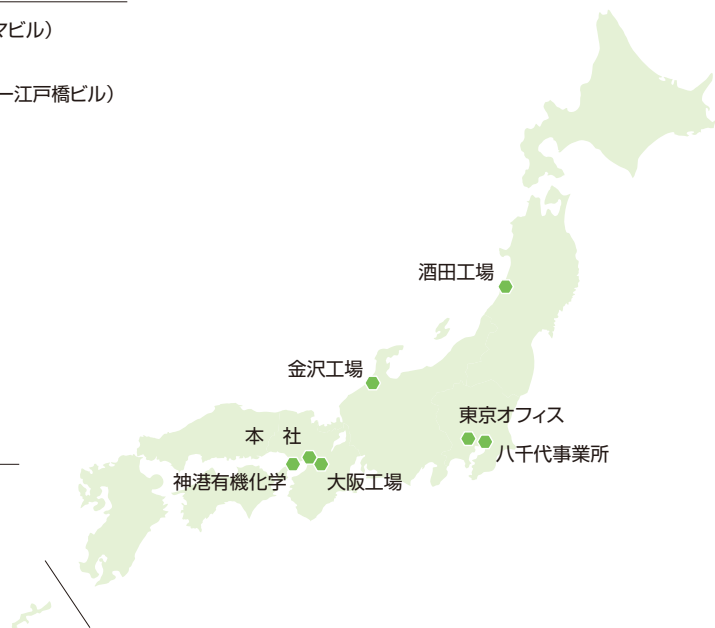 マビル）
ー江戸橋ビル）
酒田工場
金沢工場
東京オフィス
本　社
八千代事業所
神港有機化学
大阪工場